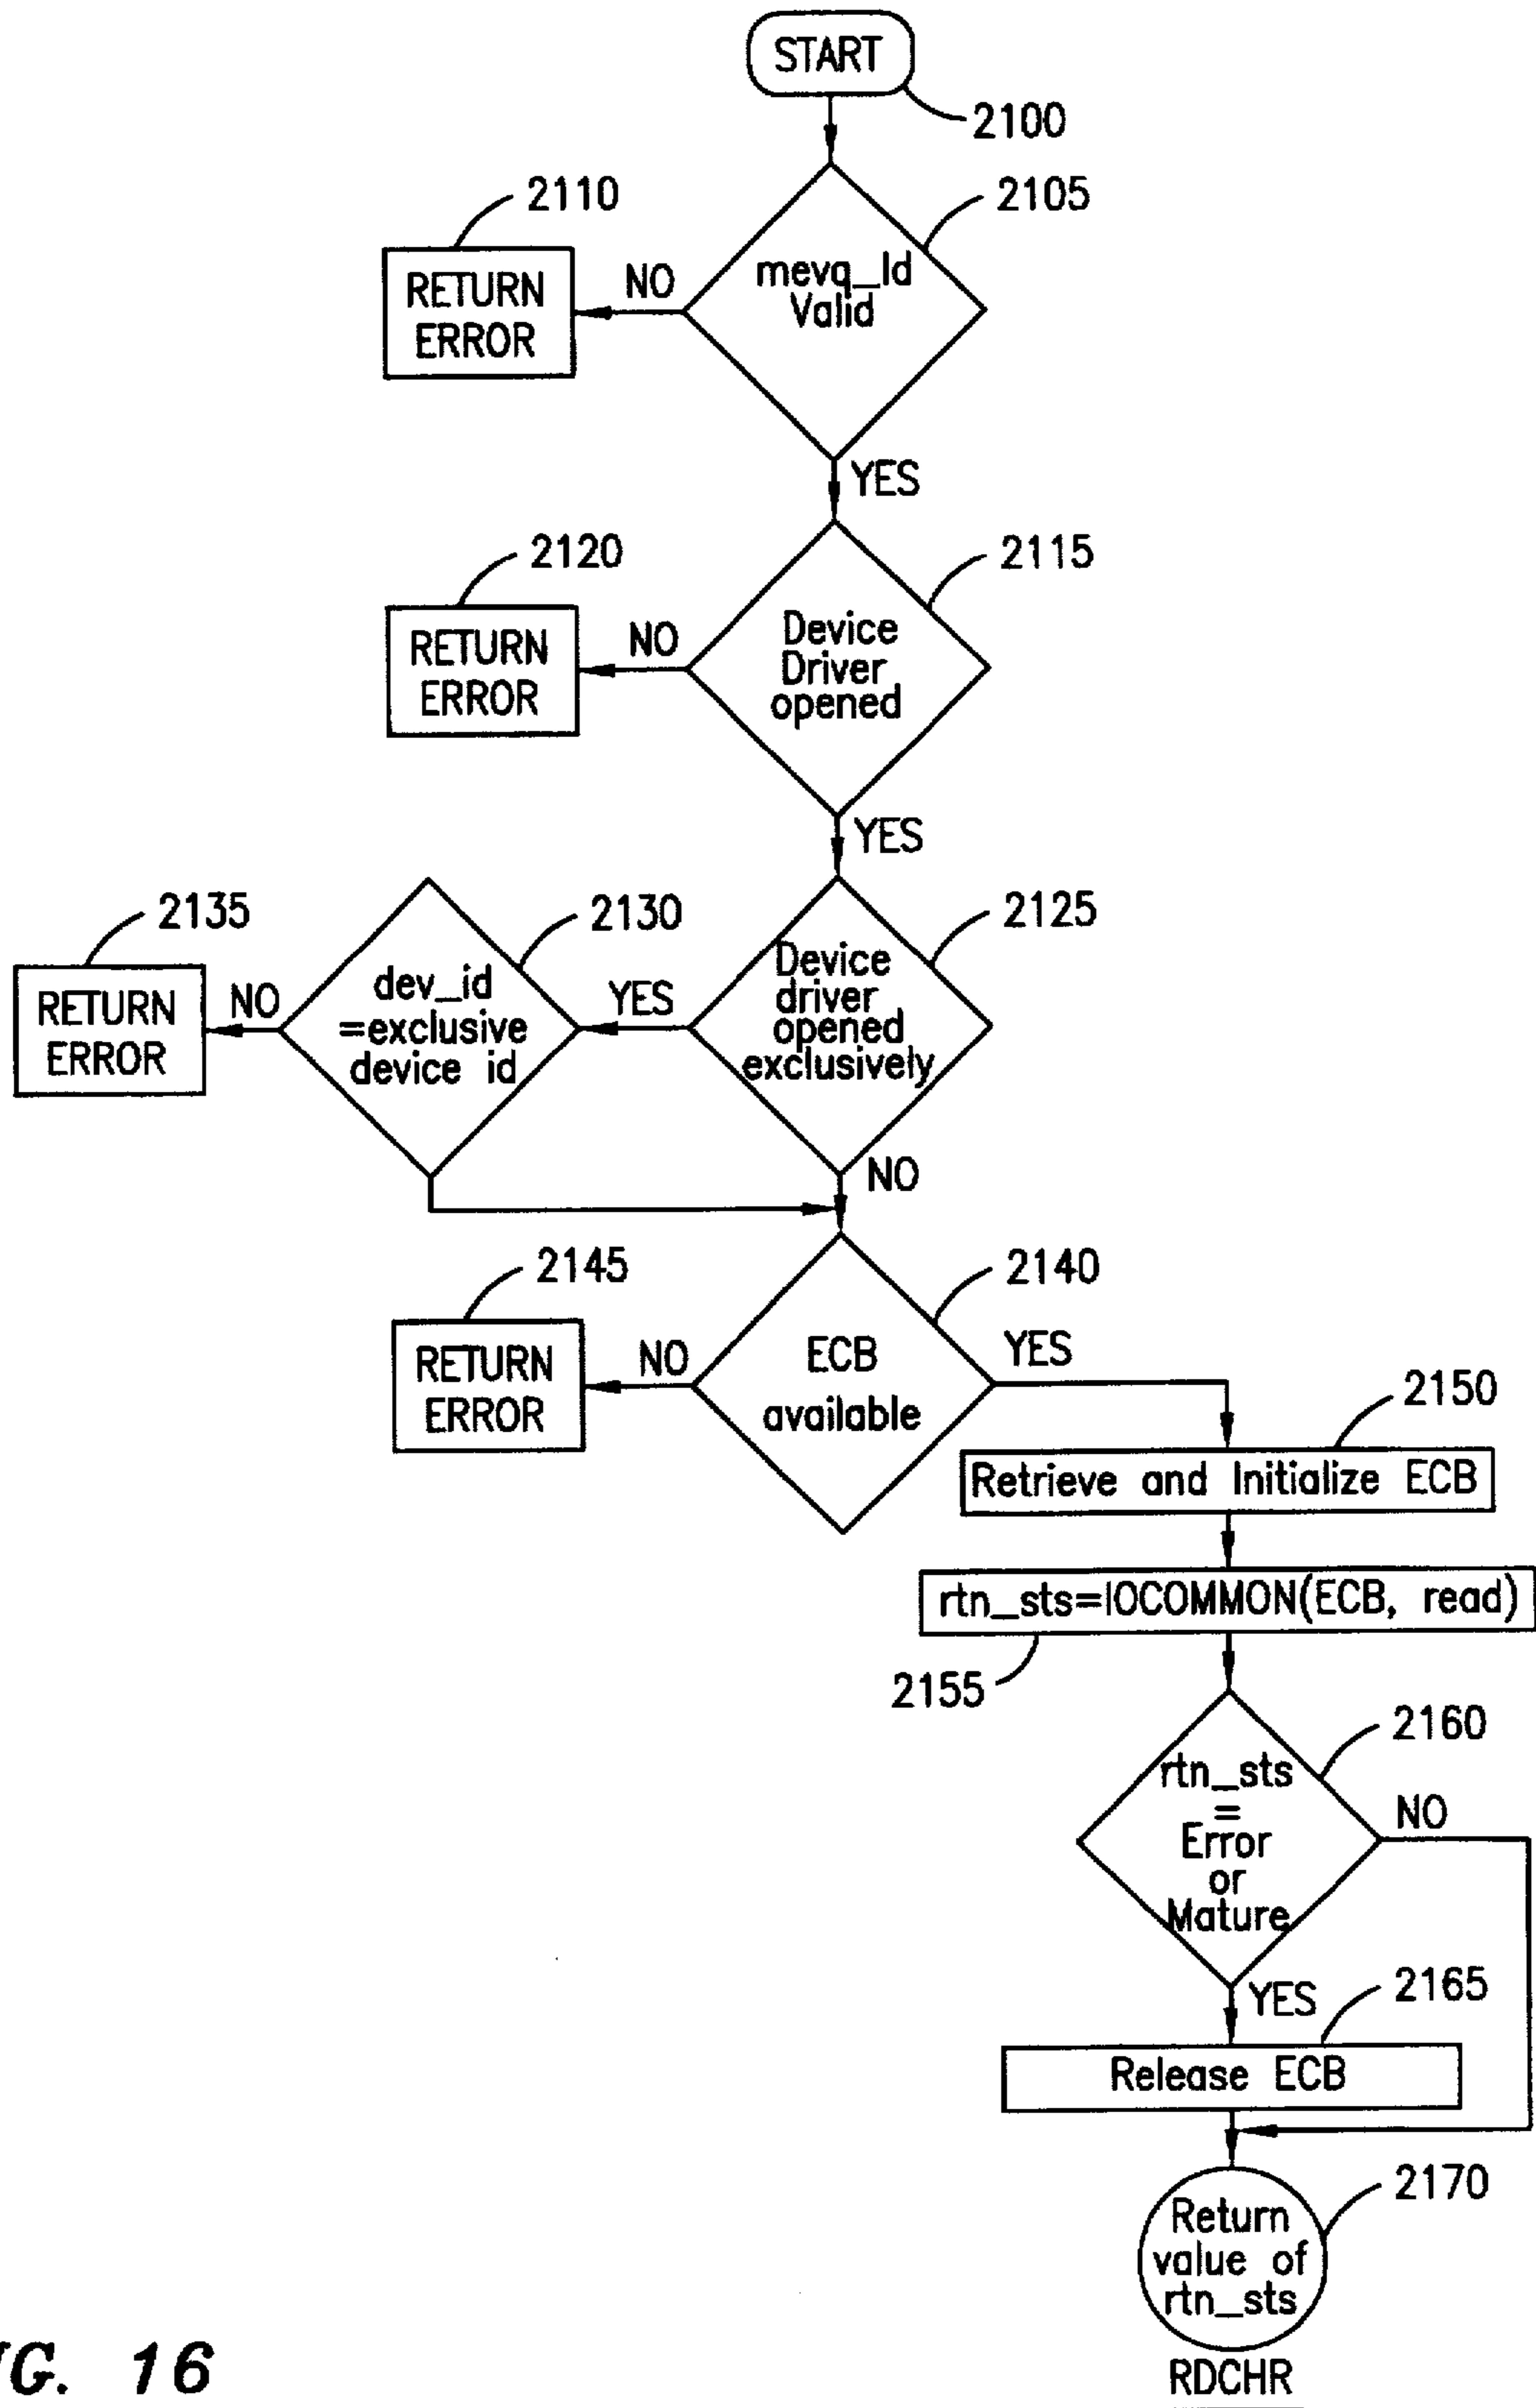 START
2100
2110
2105
mevq_Id
Valid
NO
RETURN
ERROR
YES
2120
2115
Device
Driver
opened
NO
RETURN
ERROR
YES
2135
2130
2125
Device
driver
opened
exclusively
YES
dev_id
=exclusive
device id
NO
RETURN
ERROR
NO
2145
2140
ECB
available
NO
YES
RETURN
ERROR
2150
Retrieve and Initialize ECB
rtn_sts=IOCOMMON(ECB, read)
2155
2160
rtn_sts
=
Error
or
Mature
NO
YES
2165
Release ECB
2170
Return
value of
rtn_sts
RDCHR
IG. 16